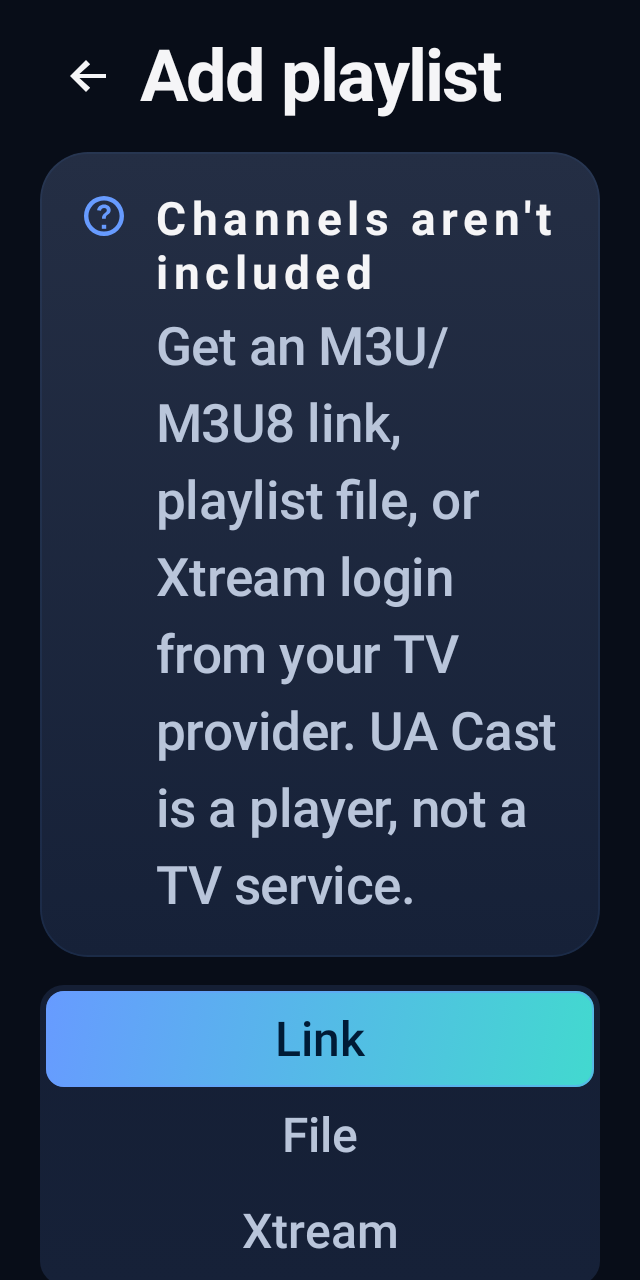 Add playlist
Channels aren't
included
Get an M3U/
M3U8 link,
playlist file, or
Xtream login
from your TV
provider. UA Cast
is a player, not a
TV service.
Link
File
Xtream